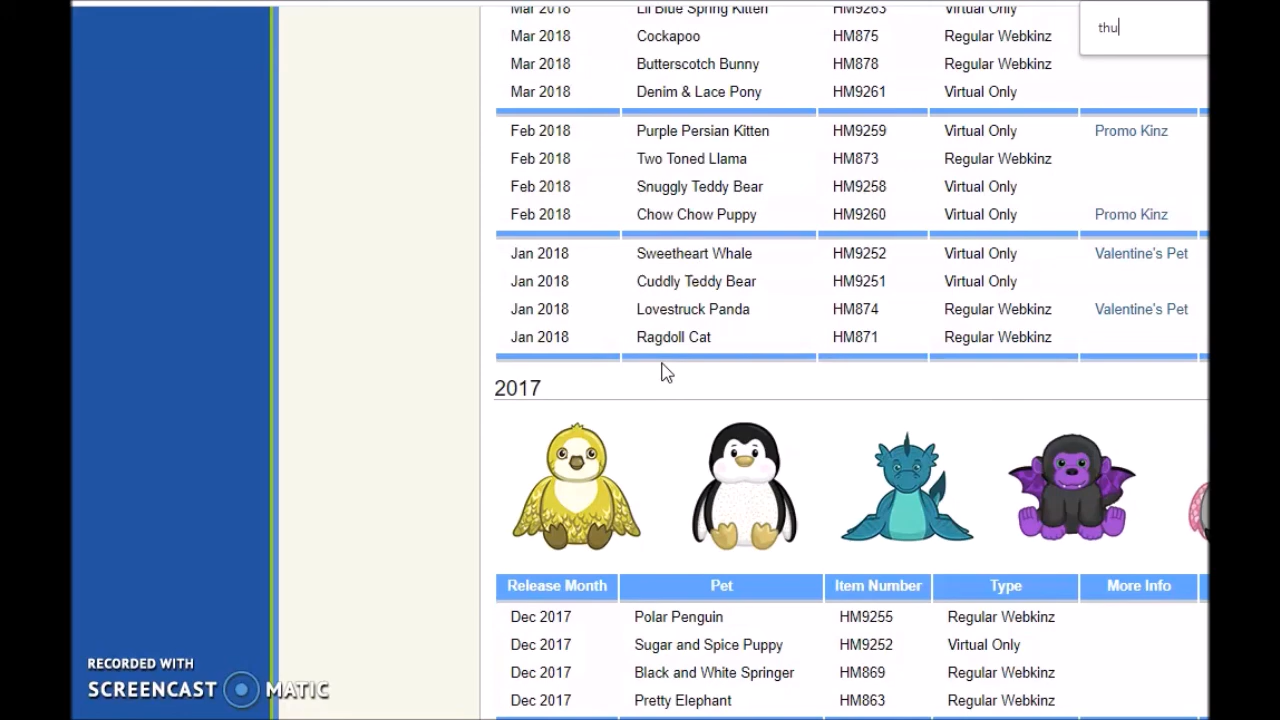 Mar 2018 Lil Blue Spring Kitten HM9263 Virtual Only
thu
Mar 2018 Cockapoo HM875 Regular Webkinz
Mar 2018 Butterscotch Bunny HM878 Regular Webkinz
Mar 2018 Denim & Lace Pony HM9261 Virtual Only
Feb 2018 Purple Persian Kitten HM9259 Virtual Only Promo Kinz
Feb 2018 Two Toned Llama HM873 Regular Webkinz
Feb 2018 Snuggly Teddy Bear HM9258 Virtual Only
Feb 2018 Chow Chow Puppy HM9260 Virtual Only Promo Kinz
Jan 2018 Sweetheart Whale HM9252 Virtual Only Valentine's Pet
Jan 2018 Cuddly Teddy Bear HM9251 Virtual Only
Jan 2018 Lovestruck Panda HM874 Regular Webkinz Valentine's Pet
Jan 2018 Ragdoll Cat HM871 Regular Webkinz
2017
Release Month Pet Item Number Type More Info
Dec 2017 Polar Penguin HM9255 Regular Webkinz
Dec 2017 Sugar and Spice Puppy HM9252 Virtual Only
Dec 2017 Black and White Springer HM869 Regular Webkinz
Dec 2017 Pretty Elephant HM863 Regular Webkinz
RECORDED WITH
SCREENCAST MATIC